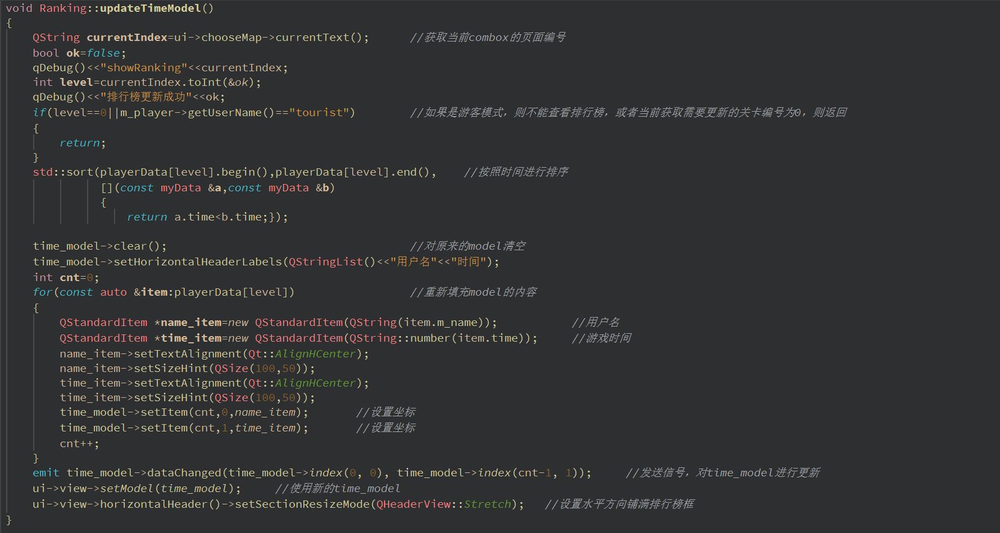 void Ranking::updateTimeModel()
{
    QString currentIndex=ui->chooseMap->currentText();      //获取当前combox的页面编号
    bool ok=false;
    qDebug()<<"showRanking"<<currentIndex;
    int level=currentIndex.toInt(&ok);
    qDebug()<<"排行榜更新成功"<<ok;
    if(level==0||m_player->getUserName()=="tourist")        //如果是游客模式，则不能查看排行榜，或者当前获取需要更新的关卡编号为0，则返回
    {
        return;
    }
    std::sort(playerData[level].begin(),playerData[level].end(),    //按照时间进行排序
              [](const myData &a,const myData &b)
              {
                  return a.time<b.time;});

    time_model->clear();                                    //对原来的model清空
    time_model->setHorizontalHeaderLabels(QStringList()<<"用户名"<<"时间");
    int cnt=0;
    for(const auto &item:playerData[level])                 //重新填充model的内容
    {
        QStandardItem *name_item=new QStandardItem(QString(item.m_name));           //用户名
        QStandardItem *time_item=new QStandardItem(QString::number(item.time));     //游戏时间
        name_item->setTextAlignment(Qt::AlignHCenter);
        name_item->setSizeHint(QSize(100,50));
        time_item->setTextAlignment(Qt::AlignHCenter);
        time_item->setSizeHint(QSize(100,50));
        time_model->setItem(cnt,0,name_item);       //设置坐标
        time_model->setItem(cnt,1,time_item);       //设置坐标
        cnt++;
    }
    emit time_model->dataChanged(time_model->index(0, 0), time_model->index(cnt-1, 1));     //发送信号，对time_model进行更新
    ui->view->setModel(time_model);     //使用新的time_model
    ui->view->horizontalHeader()->setSectionResizeMode(QHeaderView::Stretch);   //设置水平方向铺满排行榜框
}